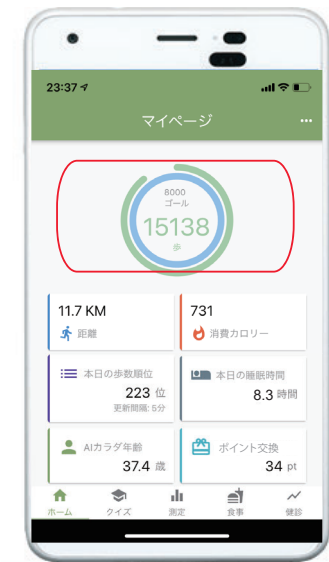 23:37
マイページ
8000
ゴール
15138
歩
11.7 KM
距離
731
消費カロリー
本日の歩数順位
223 位
更新間隔: 5分
本日の睡眠時間
8.3 時間
AIカラダ年齢
37.4 歳
ポイント交換
34 pt
ホーム
クイズ
測定
食事
健診